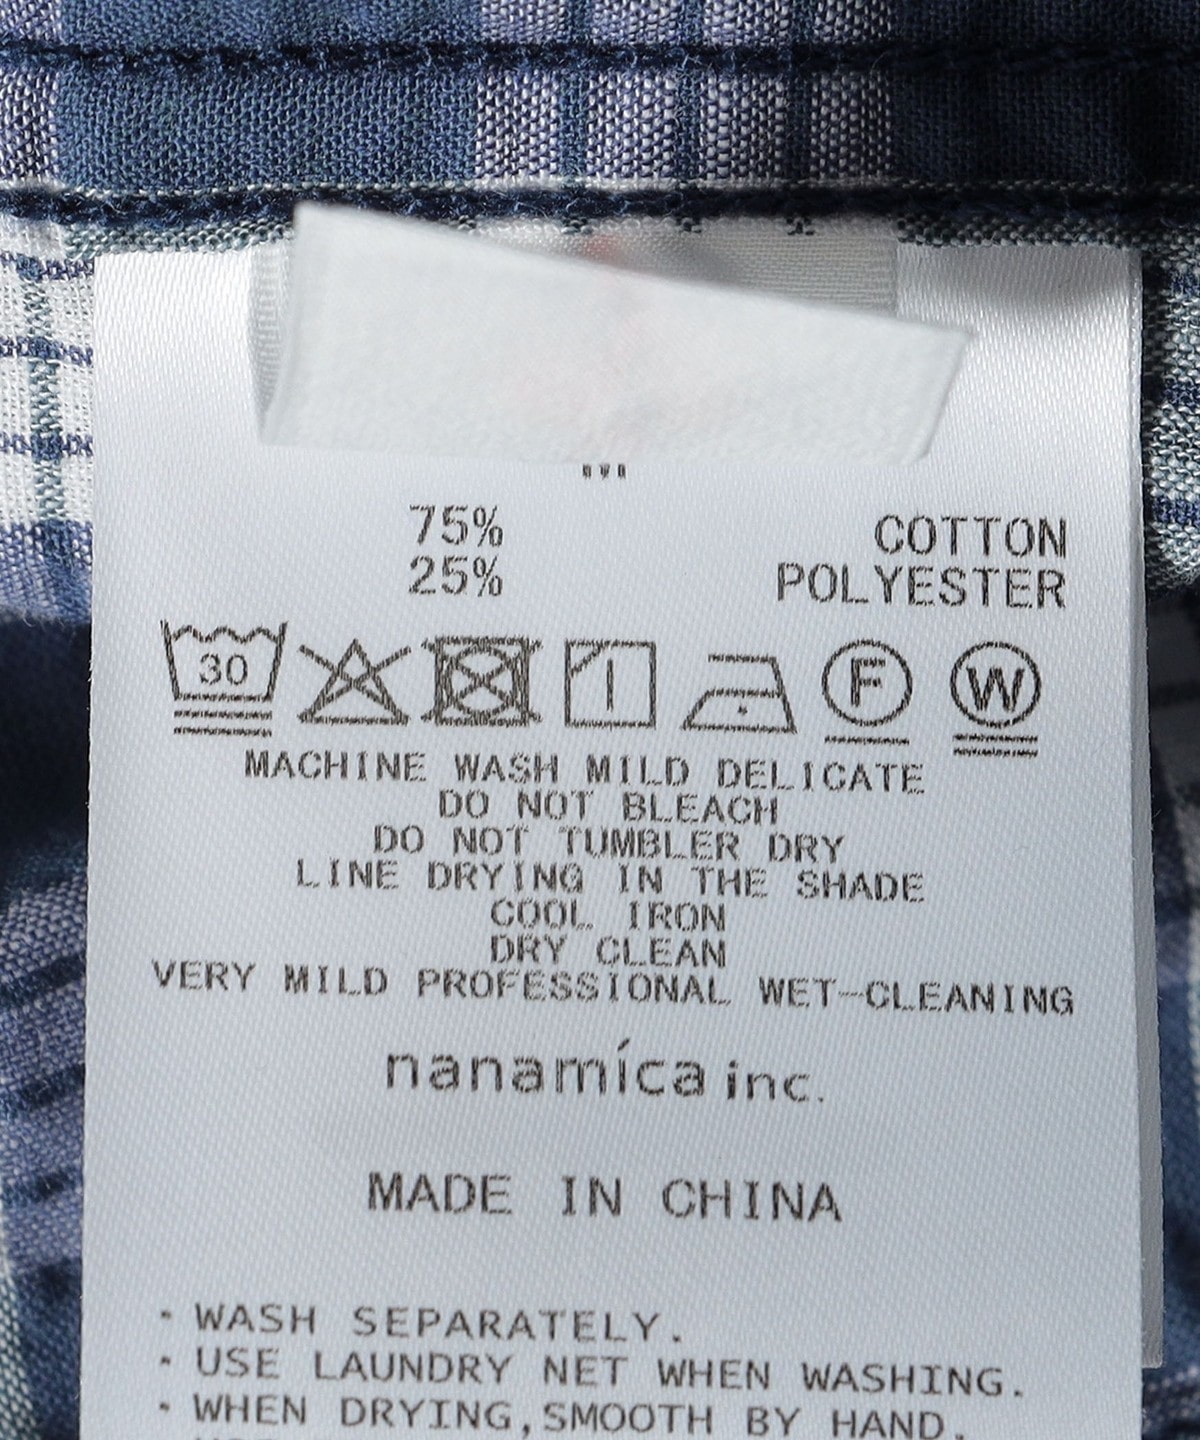 75% COTTON
25% POLYESTER
30 F W
MACHINE WASH MILD DELICATE
DO NOT BLEACH
DO NOT TUMBLER DRY
LINE DRYING IN THE SHADE
COOL IRON
DRY CLEAN
VERY MILD PROFESSIONAL WET-CLEANING
nanamíca inc.
MADE IN CHINA
・WASH SEPARATELY.
・USE LAUNDRY NET WHEN WASHING.
・WHEN DRYING,SMOOTH BY HAND.